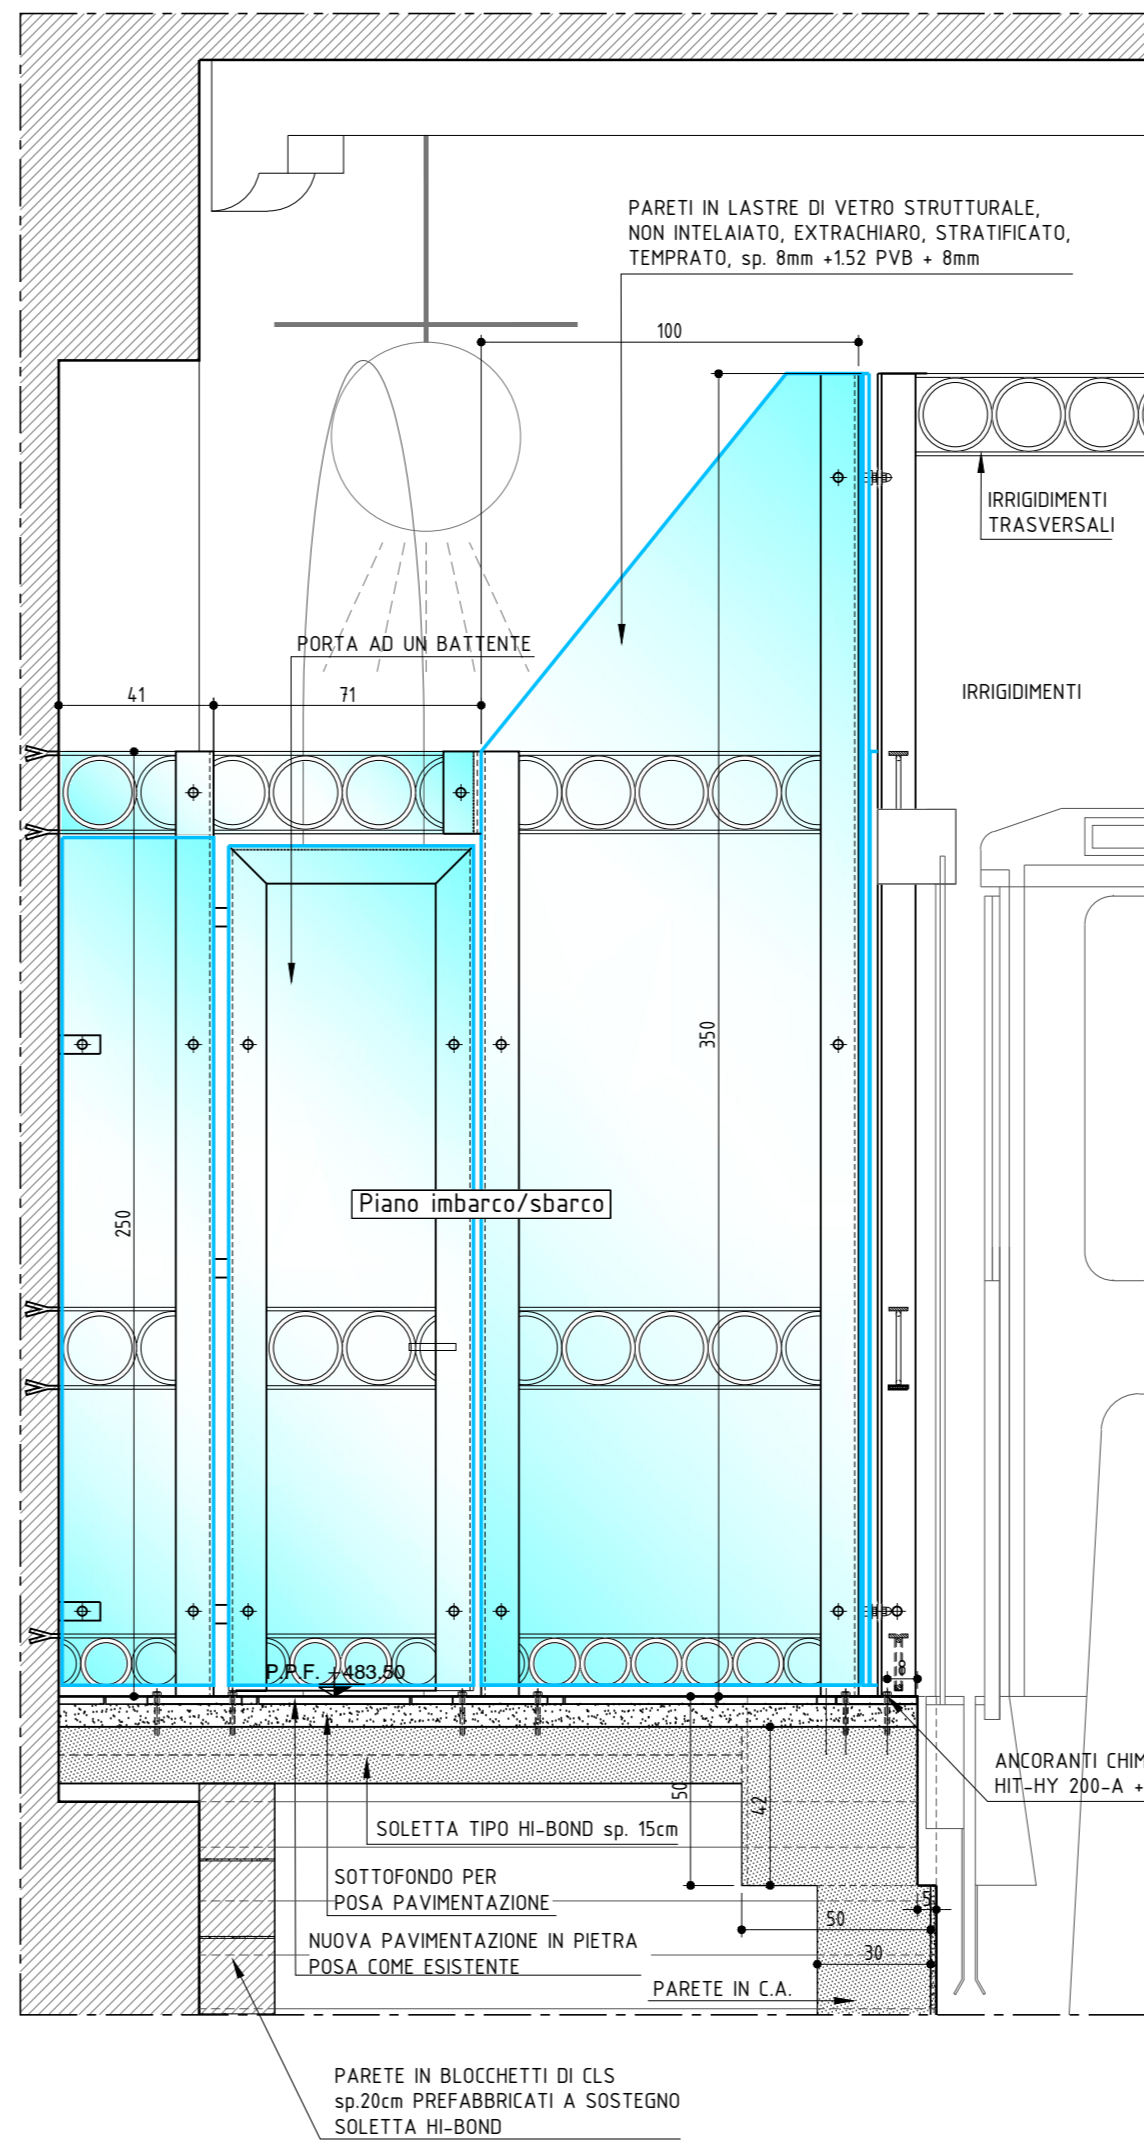 PARETI IN LASTRE DI VETRO STRUTTURALE,
NON INTELAIATO, EXTRACHIARO, STRATIFICATO,
TEMPRATO, sp. 8mm +1.52 PVB + 8mm
100
IRRIGIDIMENTI
TRASVERSALI
PORTA AD UN BATTENTE
IRRIGIDIMENTI
41
71
350
Piano imbarco/sbarco
250
P.P.F. +483.50
8
ANCORANTI CHIM
HIT-HY 200-A +
50
42
SOLETTA TIPO HI-BOND sp. 15cm
SOTTOFONDO PER
POSA PAVIMENTAZIONE
5
50
NUOVA PAVIMENTAZIONE IN PIETRA
POSA COME ESISTENTE
30
PARETE IN C.A.
PARETE IN BLOCCHETTI DI CLS
sp.20cm PREFABBRICATI A SOSTEGNO
SOLETTA HI-BOND